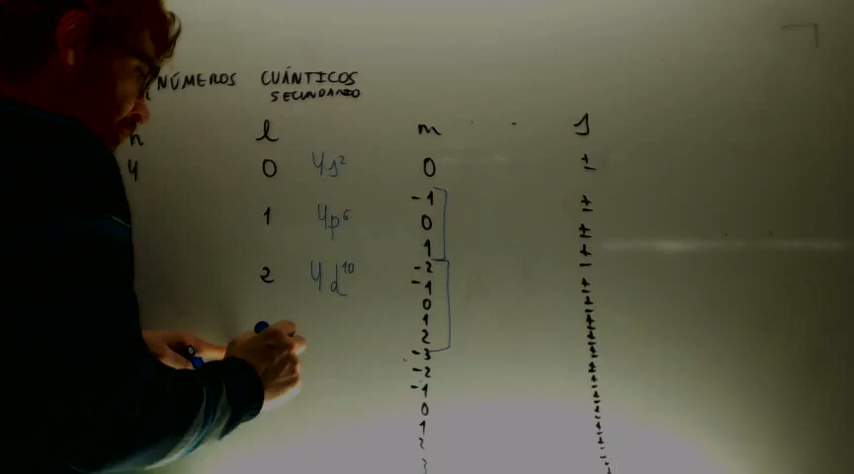 NÚMEROS CUÁNTICOS
SECUNDARIO
n l m s
4 0 4s² 0 ±
-1 ±
1 4p⁶ 0 ±
1 ±
2 4d¹⁰ -2 ±
-1 ±
0 ±
1 ±
2 ±
-3 ±
-2 ±
-1 ±
0 ±
1 ±
2 ±
3 ±